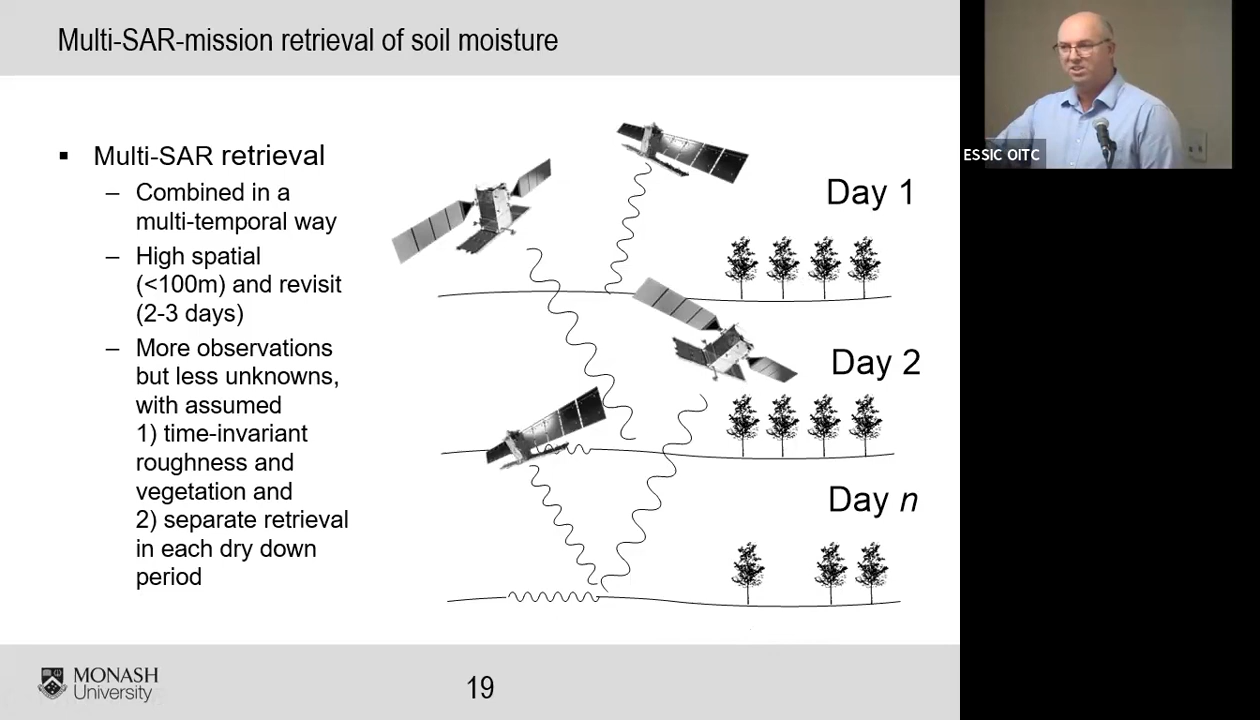 Multi-SAR-mission retrieval of soil moisture
▪ Multi-SAR retrieval
– Combined in a
multi-temporal way
– High spatial
(<100m) and revisit
(2-3 days)
– More observations
but less unknowns,
with assumed
1) time-invariant
roughness and
vegetation and
2) separate retrieval
in each dry down
period
Day 1
Day 2
Day n
MONASH
University
19
ESSIC OITC